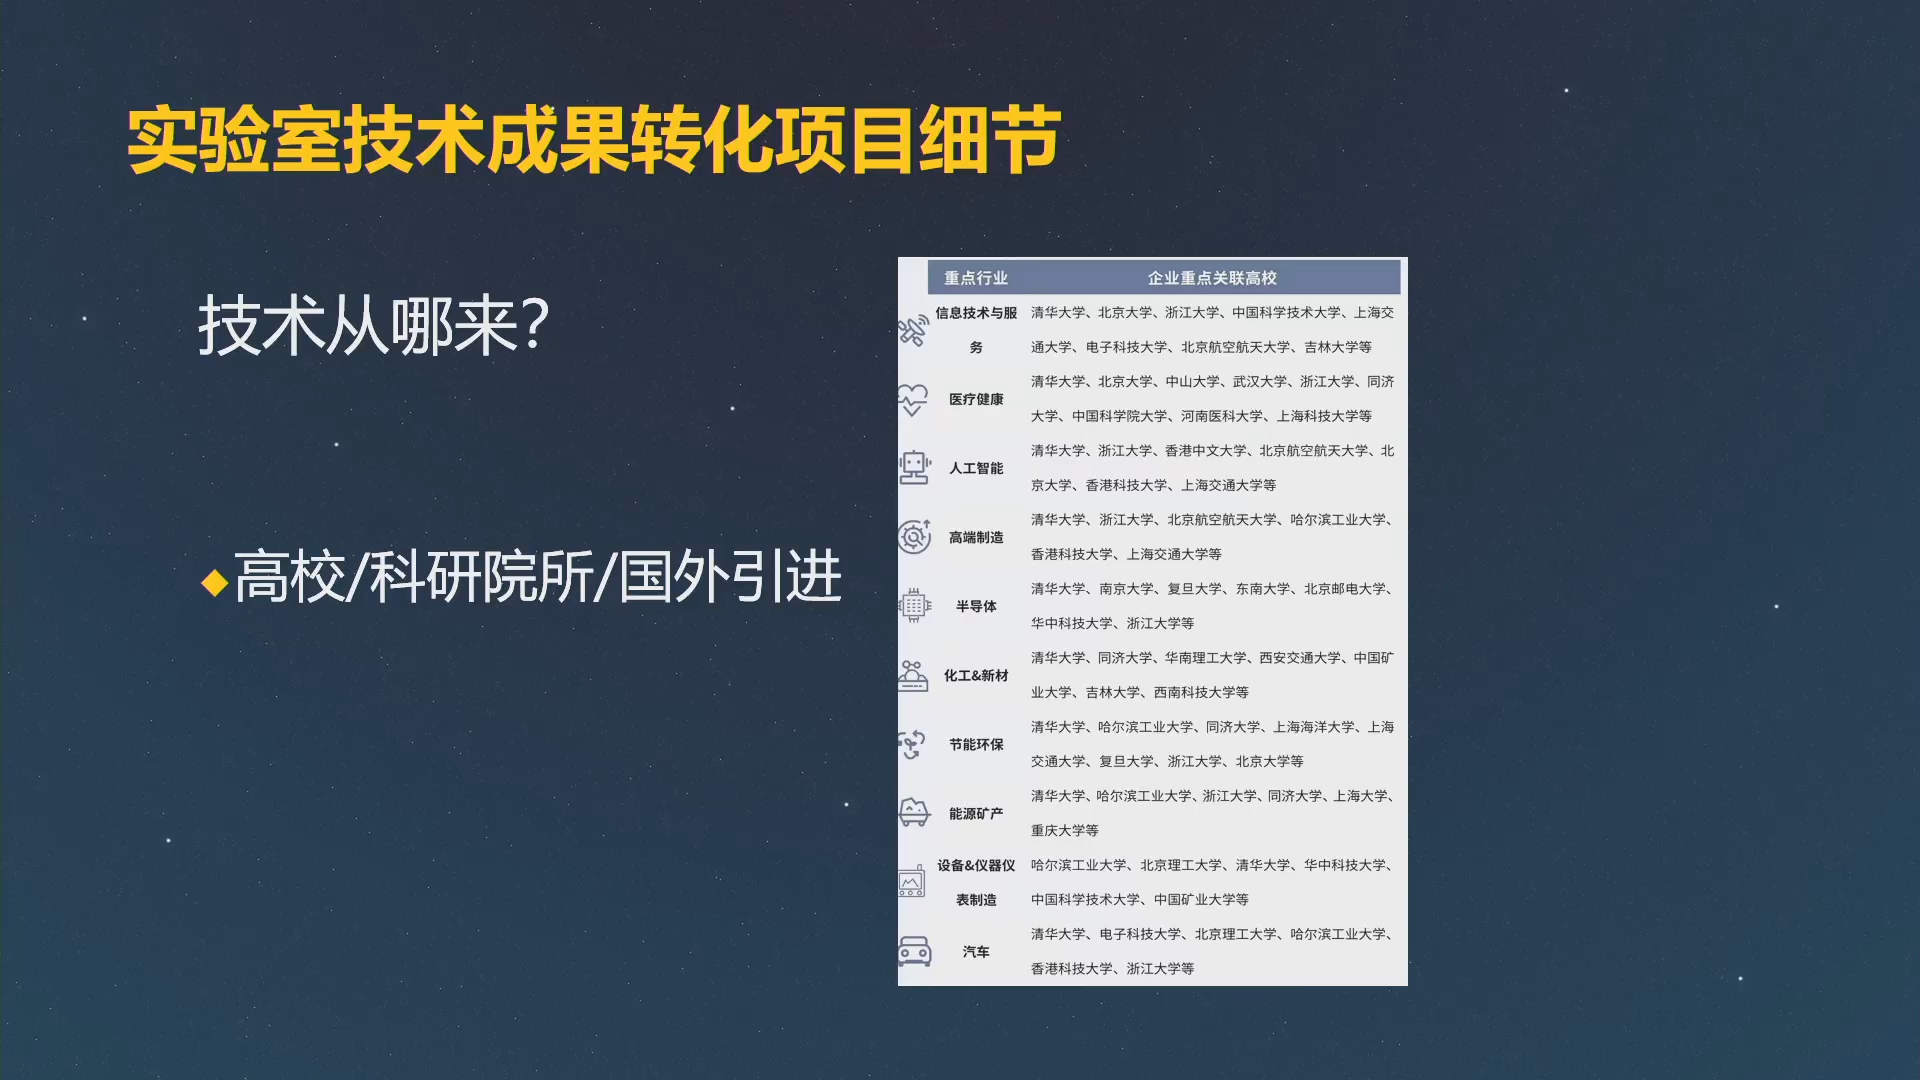 实验室技术成果转化项目细节
技术从哪来?
高校/科研院所/国外引进
重点行业 企业重点关联高校
信息技术与服
务
清华大学、北京大学、浙江大学、中国科学技术大学、上海交
通大学、电子科技大学、北京航空航天大学、吉林大学等
医疗健康
清华大学、北京大学、中山大学、武汉大学、浙江大学、同济
大学、中国科学院大学、河南医科大学、上海科技大学等
人工智能
清华大学、浙江大学、香港中文大学、北京航空航天大学、北
京大学、香港科技大学、上海交通大学等
高端制造
清华大学、浙江大学、北京航空航天大学、哈尔滨工业大学、
香港科技大学、上海交通大学等
半导体
清华大学、南京大学、复旦大学、东南大学、北京邮电大学、
华中科技大学、浙江大学等
化工&新材
清华大学、同济大学、华南理工大学、西安交通大学、中国矿
业大学、吉林大学、西南科技大学等
节能环保
清华大学、哈尔滨工业大学、同济大学、上海海洋大学、上海
交通大学、复旦大学、浙江大学、北京大学等
能源矿产
清华大学、哈尔滨工业大学、浙江大学、同济大学、上海大学、
重庆大学等
设备&仪器仪
表制造
哈尔滨工业大学、北京理工大学、清华大学、华中科技大学、
中国科学技术大学、中国矿业大学等
汽车
清华大学、电子科技大学、北京理工大学、哈尔滨工业大学、
香港科技大学、浙江大学等